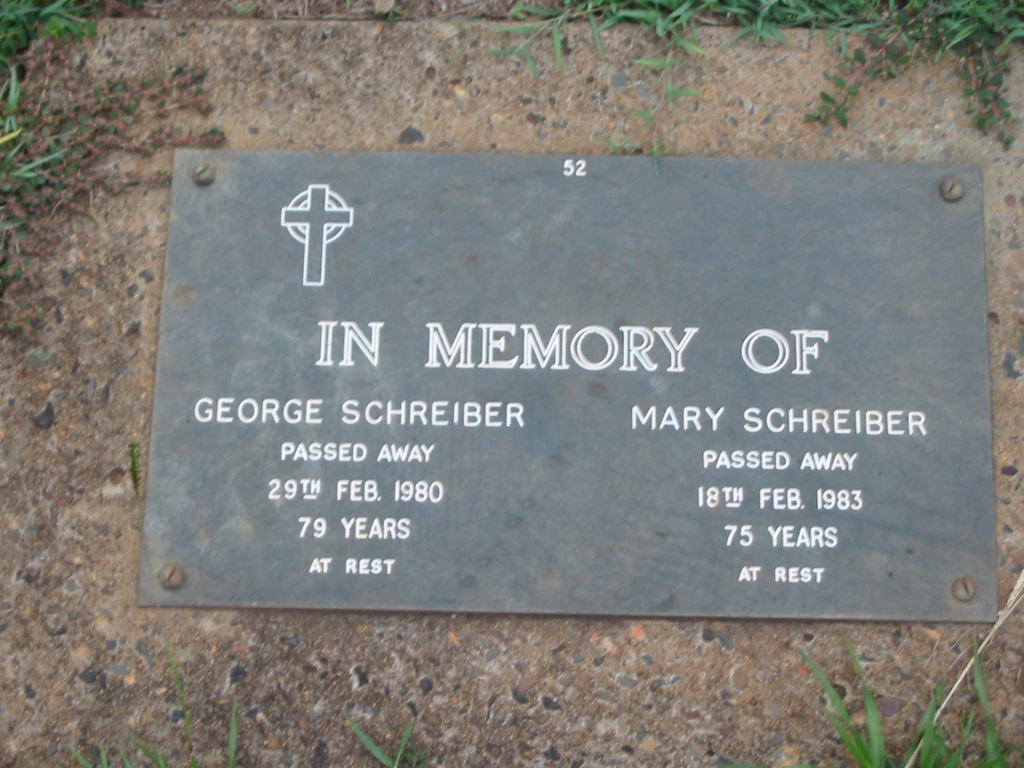 52
IN MEMORY OF
GEORGE SCHREIBER
PASSED AWAY
29TH FEB. 1980
79 YEARS
AT REST
MARY SCHREIBER
PASSED AWAY
18TH FEB. 1983
75 YEARS
AT REST